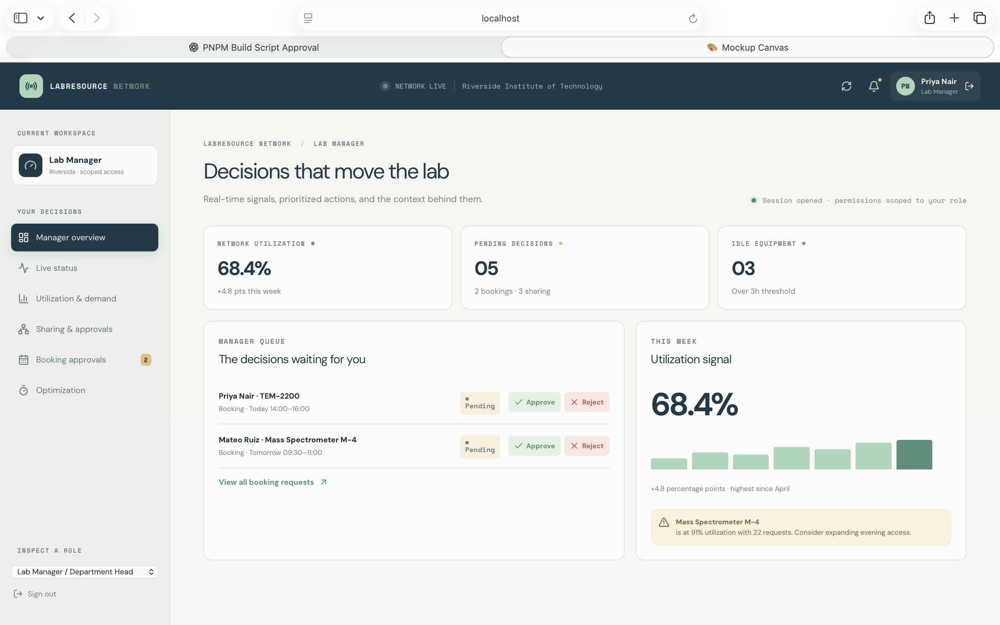 localhost
PNPM Build Script Approval
Mockup Canvas
LABRESOURCE NETWORK
NETWORK LIVE
Riverside Institute of Technology
PN
Priya Nair
Lab Manager
CURRENT WORKSPACE
Lab Manager
Riverside · scoped access
YOUR DECISIONS
Manager overview
Live status
Utilization & demand
Sharing & approvals
Booking approvals
2
Optimization
INSPECT A ROLE
Lab Manager / Department Head
Sign out
LABRESOURCE NETWORK / LAB MANAGER
Decisions that move the lab
Real-time signals, prioritized actions, and the context behind them.
Session opened · permissions scoped to your role
NETWORK UTILIZATION
68.4%
+4.8 pts this week
PENDING DECISIONS
05
2 bookings · 3 sharing
IDLE EQUIPMENT
03
Over 3h threshold
MANAGER QUEUE
The decisions waiting for you
Priya Nair · TEM-2200
Booking · Today 14:00–16:00
Pending
Approve
Reject
Mateo Ruiz · Mass Spectrometer M-4
Booking · Tomorrow 09:30–11:00
Pending
Approve
Reject
View all booking requests
THIS WEEK
Utilization signal
68.4%
+4.8 percentage points · highest since April
Mass Spectrometer M-4
is at 91% utilization with 22 requests. Consider expanding evening access.